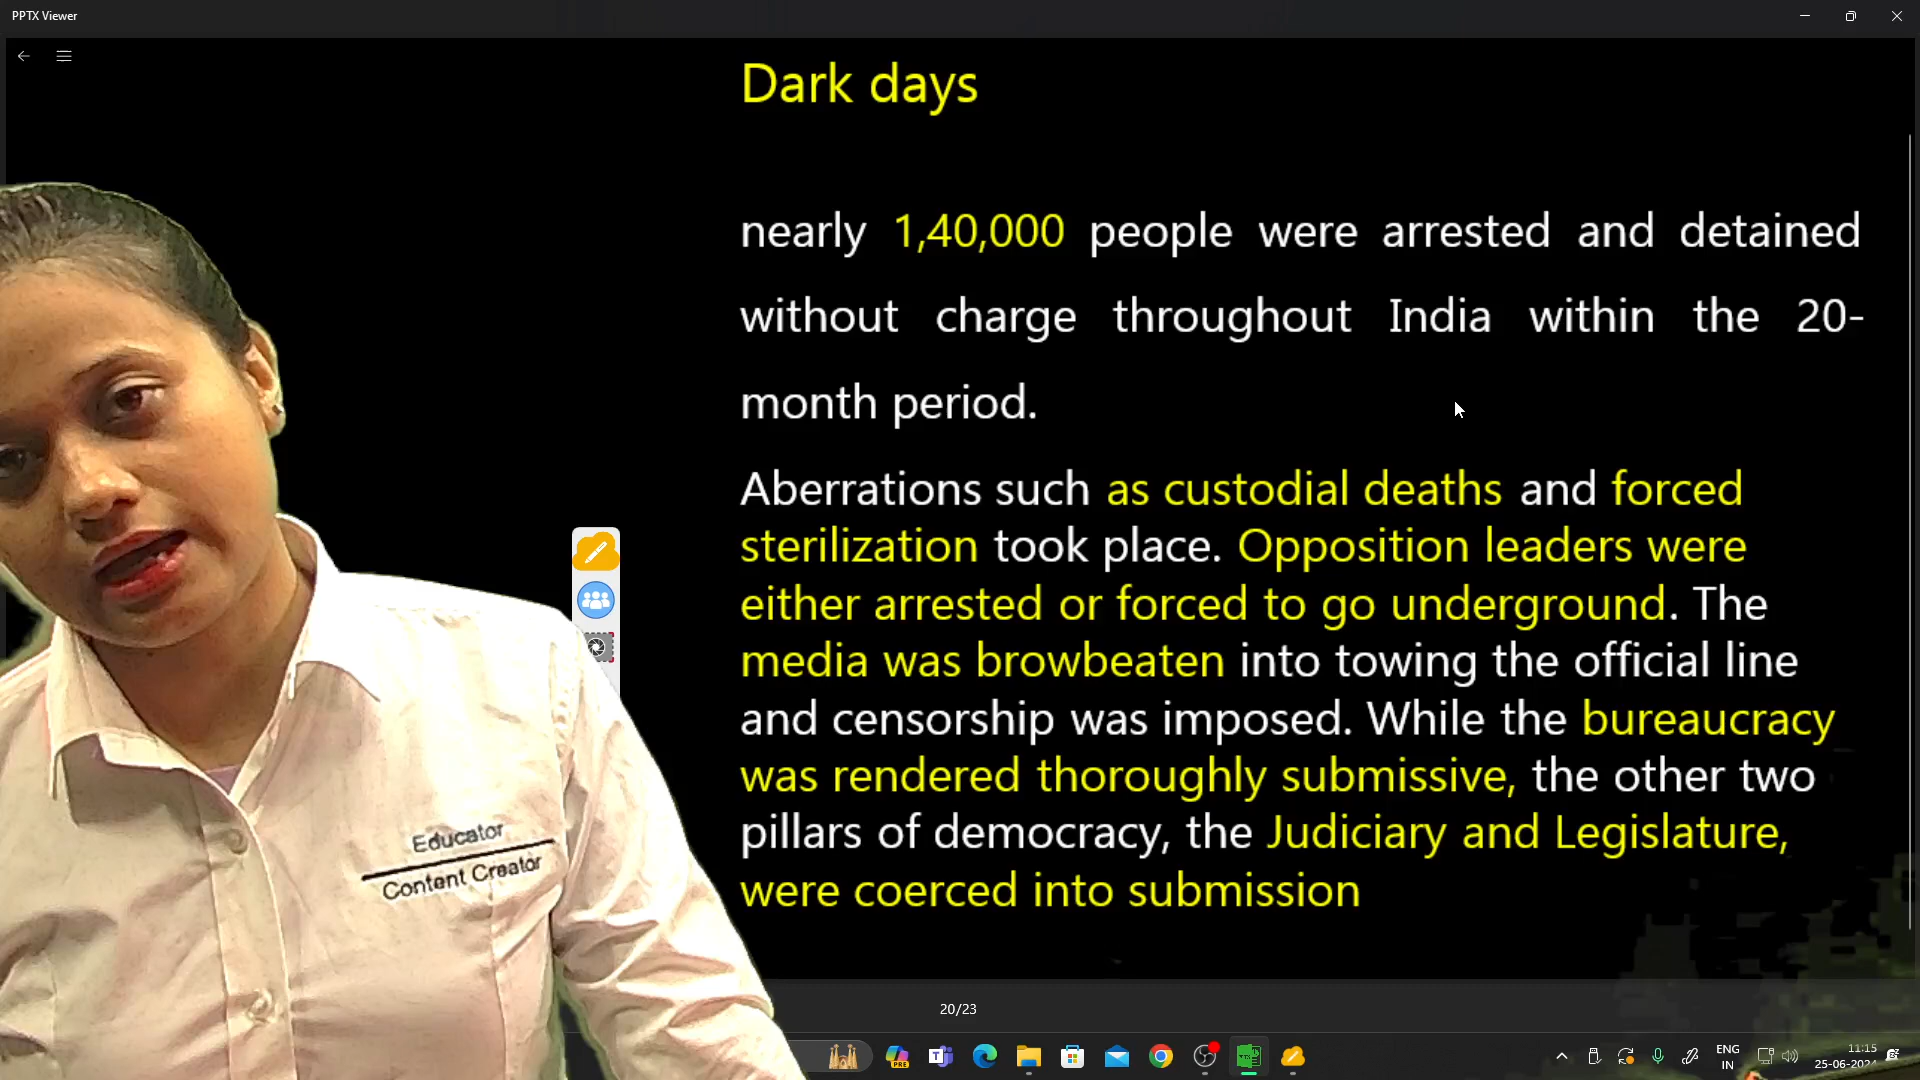 PPTX Viewer
Dark days
nearly 1,40,000 people were arrested and detained
without charge throughout India within the 20-
month period.
Aberrations such as custodial deaths and forced
sterilization took place. Opposition leaders were
either arrested or forced to go underground. The
media was browbeaten into towing the official line
and censorship was imposed. While the bureaucracy
was rendered thoroughly submissive, the other two
pillars of democracy, the Judiciary and Legislature,
were coerced into submission
Educator
Content Creator
20/23
PRE
ENG
IN
11:15
25-06-2024